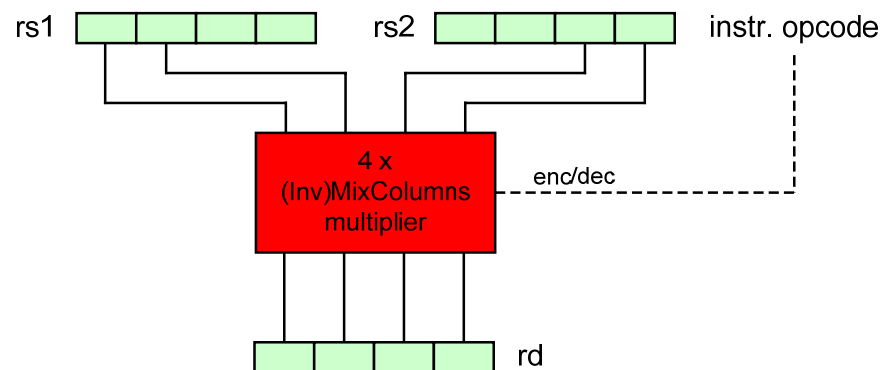 rs1
rs2
instr. opcode
4 x
(Inv)MixColumns
multiplier
enc/dec
rd